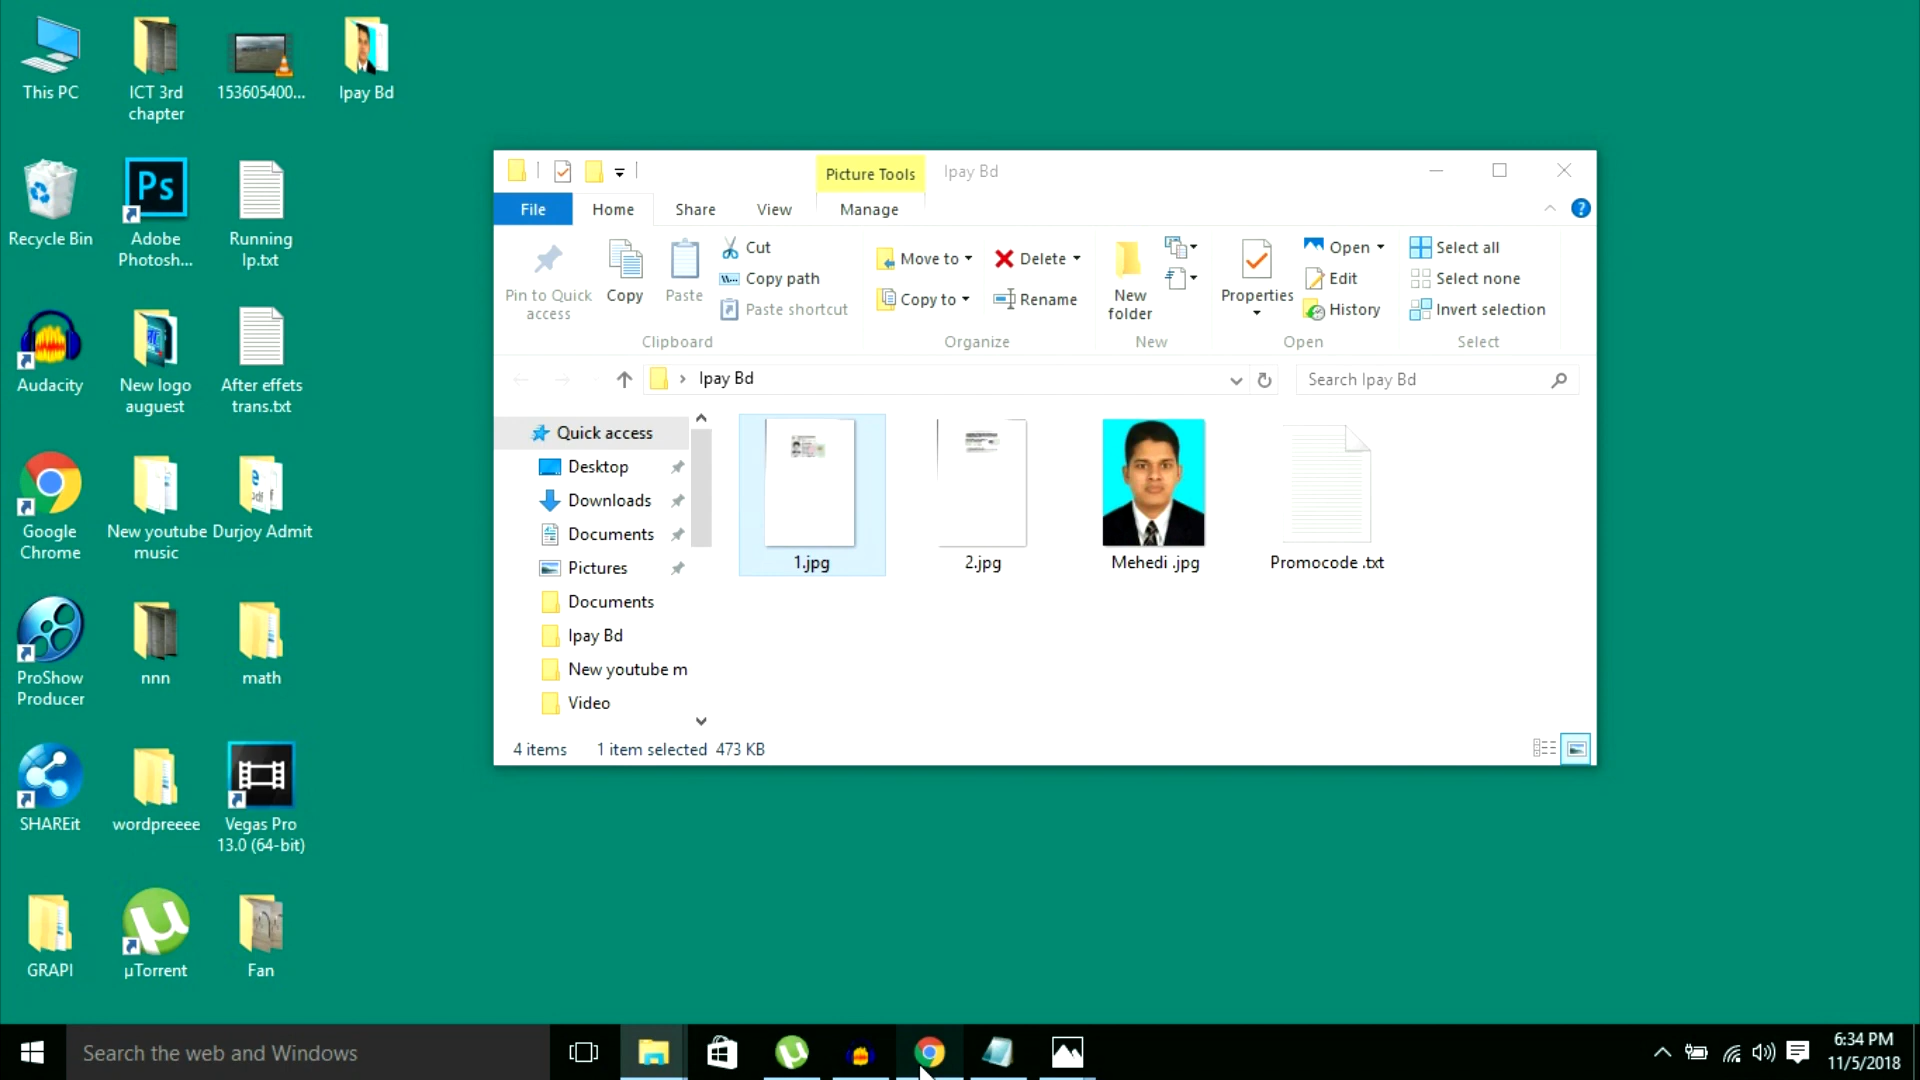 This PC
ICT 3rd
chapter
153605400...
Ipay Bd
Recycle Bin
Ps
Adobe
Photosh...
Running
lp.txt
Audacity
New logo
auguest
After effets
trans.txt
Google
Chrome
New youtube
music
Durjoy Admit
ProShow
Producer
nnn
math
SHAREit
wordpreeee
Vegas Pro
13.0 (64-bit)
GRAPI
µTorrent
Fan
Picture Tools
Ipay Bd
File
Home
Share
View
Manage
Pin to Quick
access
Copy
Paste
Cut
Copy path
Paste shortcut
Clipboard
Move to
Copy to
Delete
Rename
Organize
New
folder
New
Properties
Open
Edit
History
Open
Select all
Select none
Invert selection
Select
Ipay Bd
Search Ipay Bd
Quick access
Desktop
Downloads
Documents
Pictures
Documents
Ipay Bd
New youtube m
Video
1.jpg
2.jpg
Mehedi .jpg
Promocode .txt
4 items
1 item selected 473 KB
Search the web and Windows
6:34 PM
11/5/2018